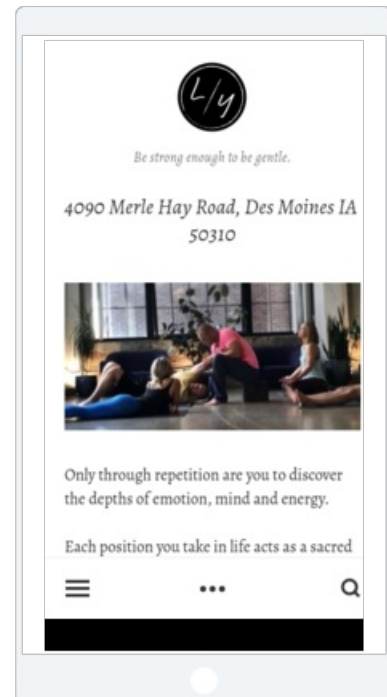 L/y
Be strong enough to be gentle.
4090 Merle Hay Road, Des Moines IA
50310
Only through repetition are you to discover
the depths of emotion, mind and energy.
Each position you take in life acts as a sacred